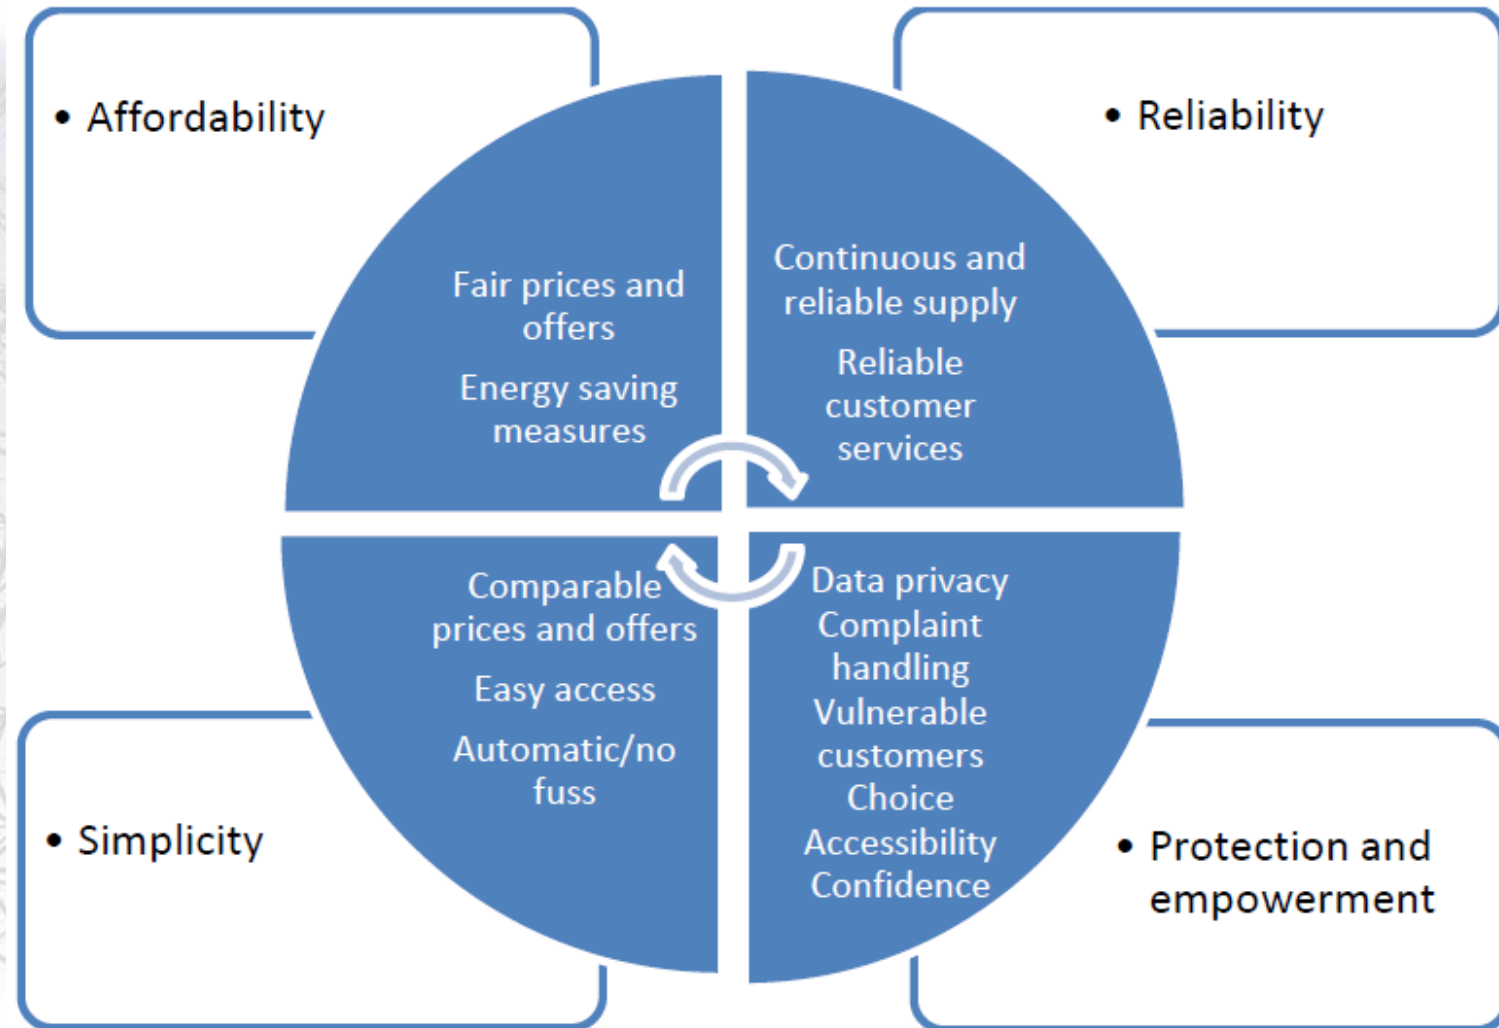 • Affordability
• Reliability
Fair prices and
offers
Energy saving
measures
Continuous and
reliable supply
Reliable
customer
services
Comparable
prices and offers
Easy access
Automatic/no
fuss
Data privacy
Complaint
handling
Vulnerable
customers
Choice
Accessibility
Confidence
• Simplicity
• Protection and
empowerment